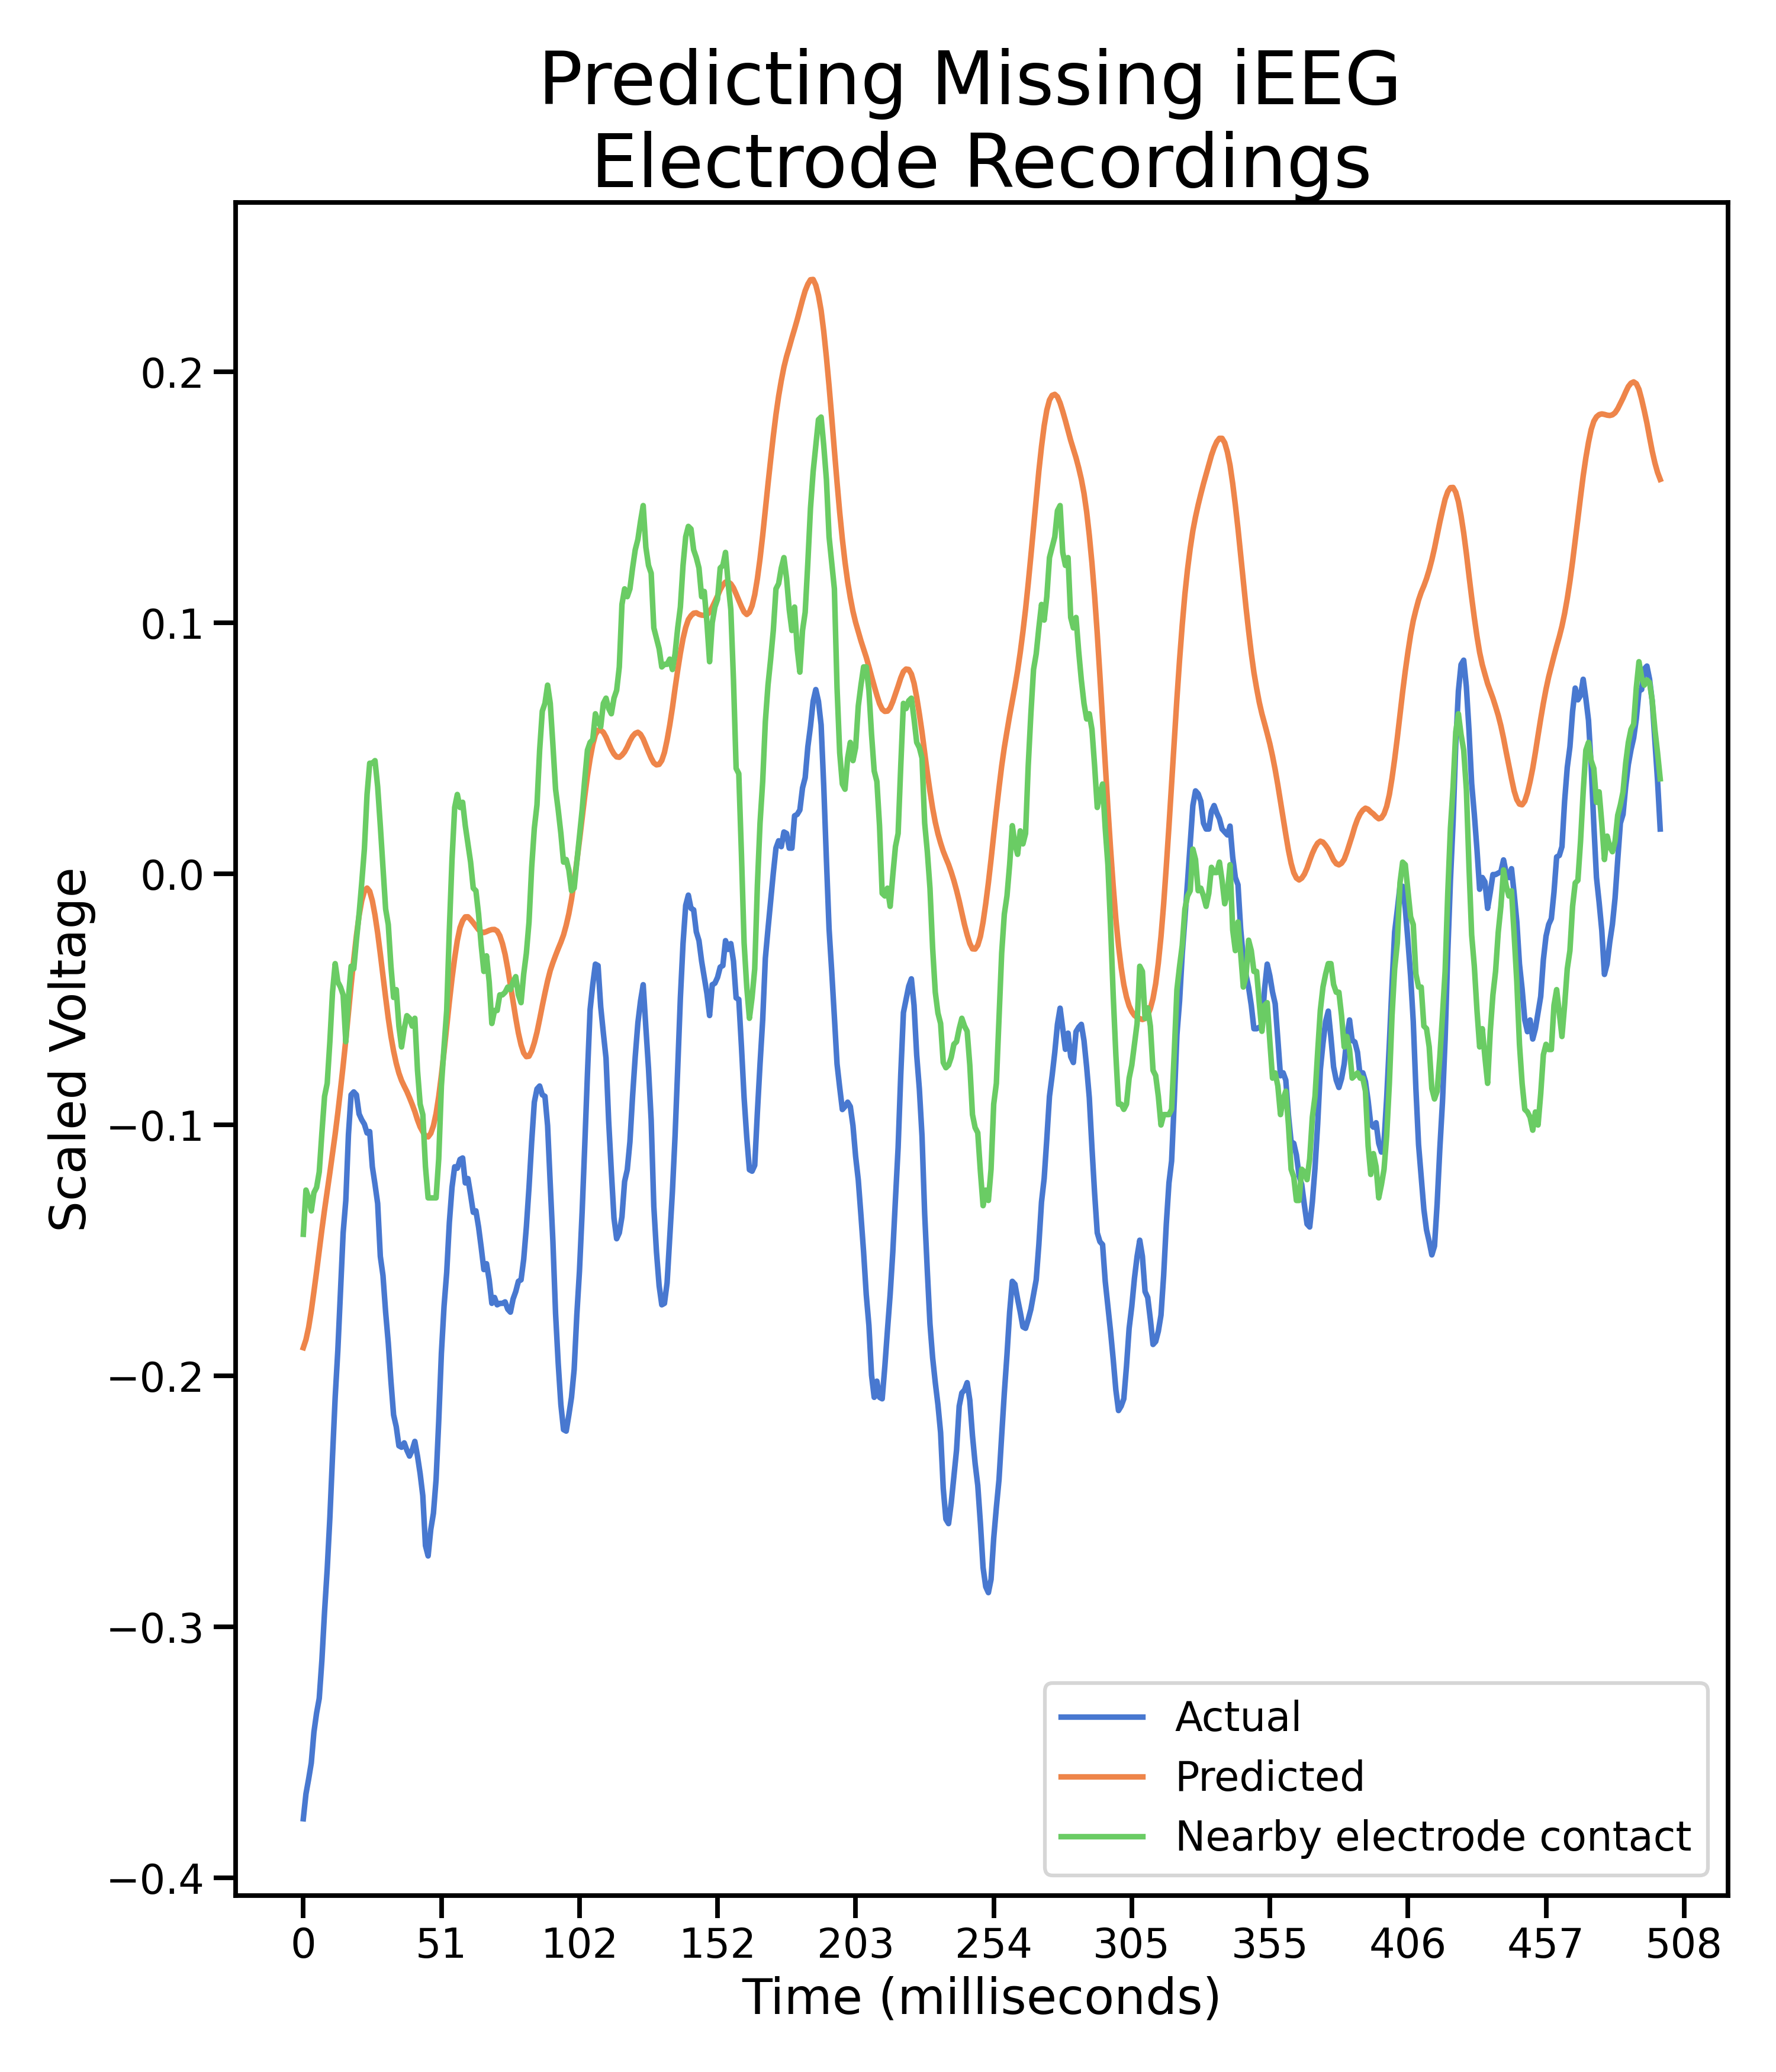 Predicting Missing iEEG
Electrode Recordings
Scaled Voltage
0.2
0.1
0.0
−0.1
−0.2
−0.3
−0.4
Actual
Predicted
Nearby electrode contact
0 51 102 152 203 254 305 355 406 457 508
Time (milliseconds)